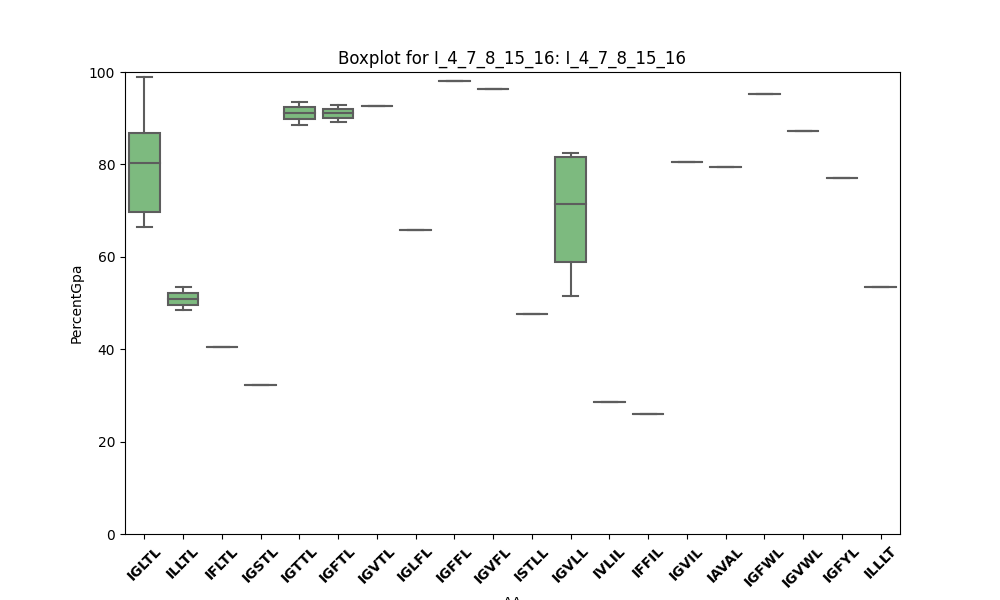 Boxplot for I_4_7_8_15_16: I_4_7_8_15_16
100
80
60
40
20
0
PercentGpa
IGLTL
ILLTL
IFLTL
IGSTL
IGTTL
IGFTL
IGVTL
IGLFL
IGFFL
IGVFL
ISTLL
IGVLL
IVLIL
IFFIL
IGVIL
IAVAL
IGFWL
IGVWL
IGFYL
ILLLT